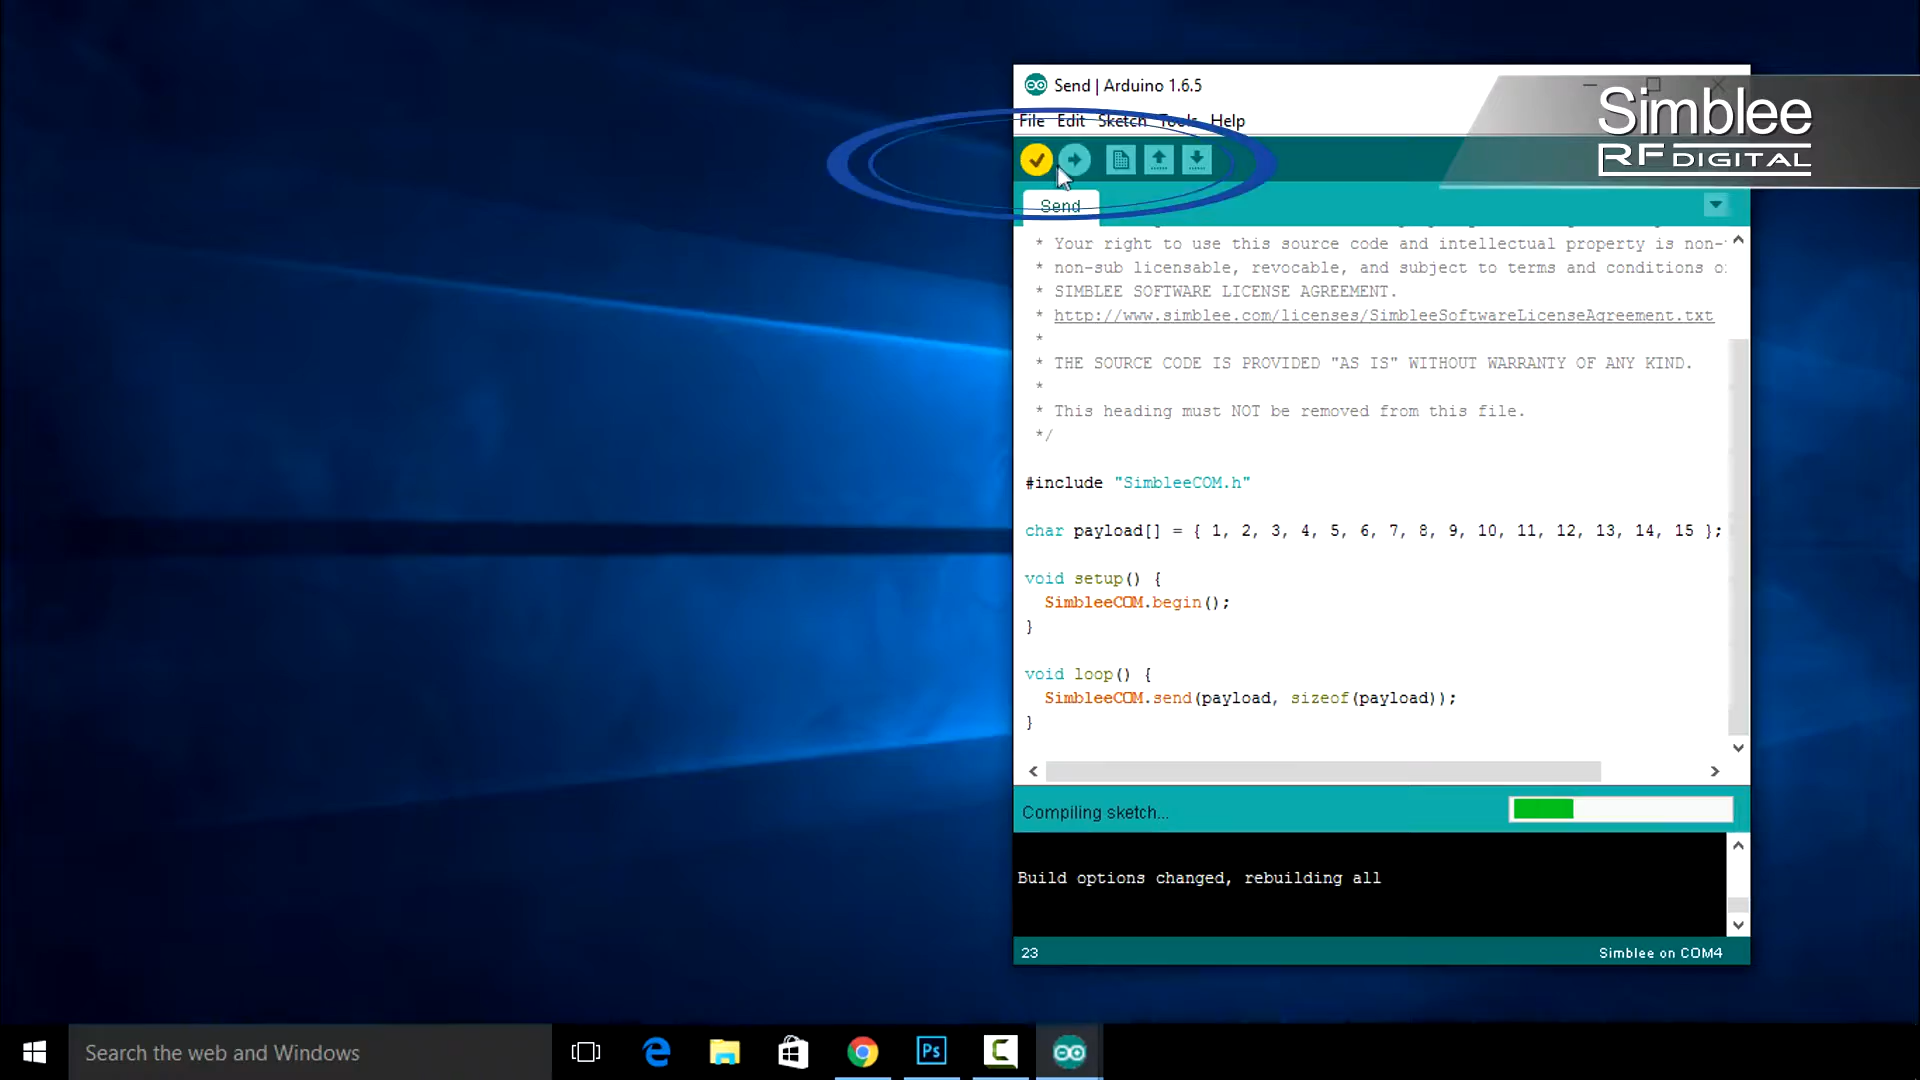 Send | Arduino 1.6.5
Simblee
RF DIGITAL
File Edit Sketch Tools Help
Send
* Your right to use this source code and intellectual property is non-
* non-sub licensable, revocable, and subject to terms and conditions o
* SIMBLEE SOFTWARE LICENSE AGREEMENT.
* http://www.simblee.com/licenses/SimbleeSoftwareLicenseAgreement.txt
*
* THE SOURCE CODE IS PROVIDED "AS IS" WITHOUT WARRANTY OF ANY KIND.
*
* This heading must NOT be removed from this file.
*/
#include "SimbleeCOM.h"
char payload[] = { 1, 2, 3, 4, 5, 6, 7, 8, 9, 10, 11, 12, 13, 14, 15 };
void setup() {
SimbleeCOM.begin();
}
void loop() {
SimbleeCOM.send(payload, sizeof(payload));
}
Compiling sketch...
Build options changed, rebuilding all
23
Simblee on COM4
Search the web and Windows
Ps